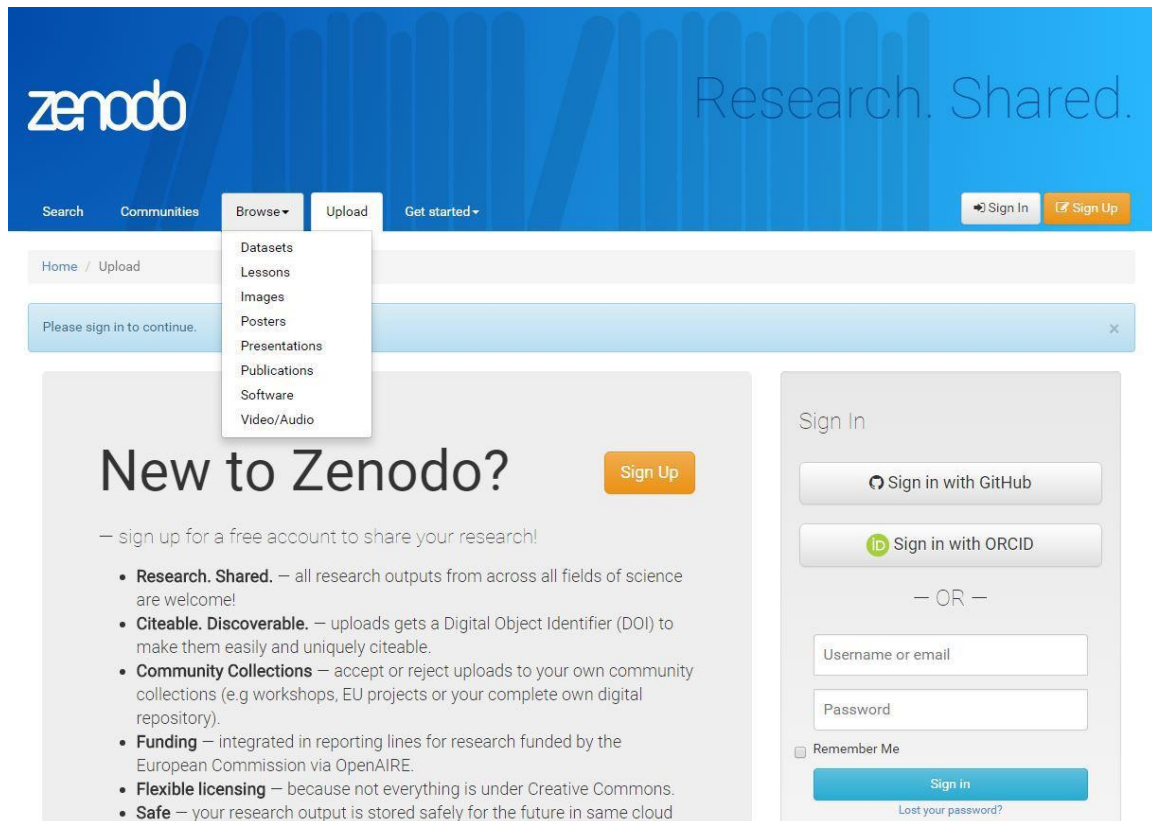 zenodo
Research. Shared.
Search Communities Browse Upload Get started Sign In Sign Up
Datasets
Lessons
Images
Posters
Presentations
Publications
Software
Video/Audio
Home / Upload
Please sign in to continue. ×
New to Zenodo? Sign Up
— sign up for a free account to share your research!
• Research. Shared. — all research outputs from across all fields of science
are welcome!
• Citeable. Discoverable. — uploads gets a Digital Object Identifier (DOI) to
make them easily and uniquely citeable.
• Community Collections — accept or reject uploads to your own community
collections (e.g workshops, EU projects or your complete own digital
repository).
• Funding — integrated in reporting lines for research funded by the
European Commission via OpenAIRE.
• Flexible licensing — because not everything is under Creative Commons.
• Safe — your research output is stored safely for the future in same cloud
Sign In
Sign in with GitHub
iD Sign in with ORCID
— OR —
Username or email
Password
Remember Me
Sign in
Lost your password?